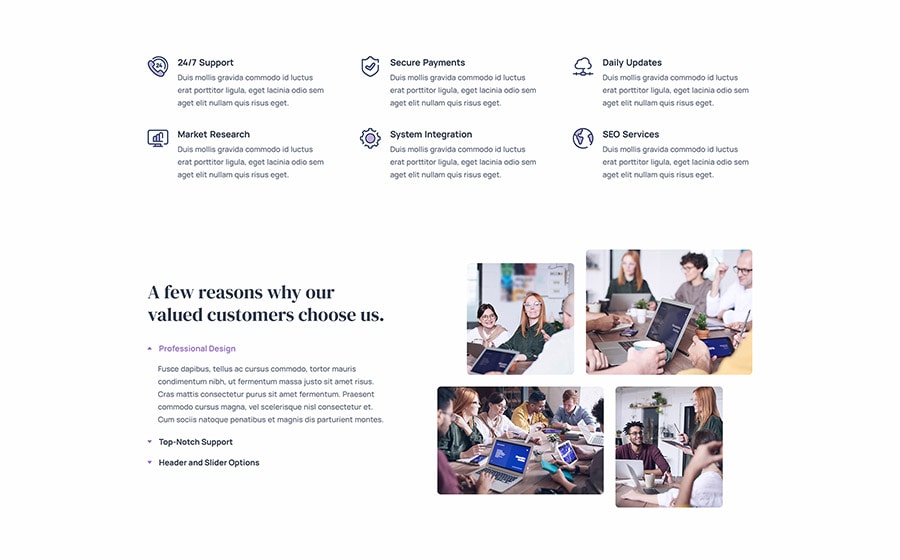 24/7 Support
Duis mollis gravida commodo id luctus
erat porttitor ligula, eget lacinia odio sem
aget elit nullam quis risus eget.
Secure Payments
Duis mollis gravida commodo id luctus
erat porttitor ligula, eget lacinia odio sem
aget elit nullam quis risus eget.
Daily Updates
Duis mollis gravida commodo id luctus
erat porttitor ligula, eget lacinia odio sem
aget elit nullam quis risus eget.
Market Research
Duis mollis gravida commodo id luctus
erat porttitor ligula, eget lacinia odio sem
aget elit nullam quis risus eget.
System Integration
Duis mollis gravida commodo id luctus
erat porttitor ligula, eget lacinia odio sem
aget elit nullam quis risus eget.
SEO Services
Duis mollis gravida commodo id luctus
erat porttitor ligula, eget lacinia odio sem
aget elit nullam quis risus eget.
A few reasons why our
valued customers choose us.
Professional Design
Fusce dapibus, tellus ac cursus commodo, tortor mauris
condimentum nibh, ut fermentum massa justo sit amet risus.
Cras mattis consectetur purus sit amet fermentum. Praesent
commodo cursus magna, vel scelerisque nisl consectetur et.
Cum sociis natoque penatibus et magnis dis parturient montes.
Top-Notch Support
Header and Slider Options